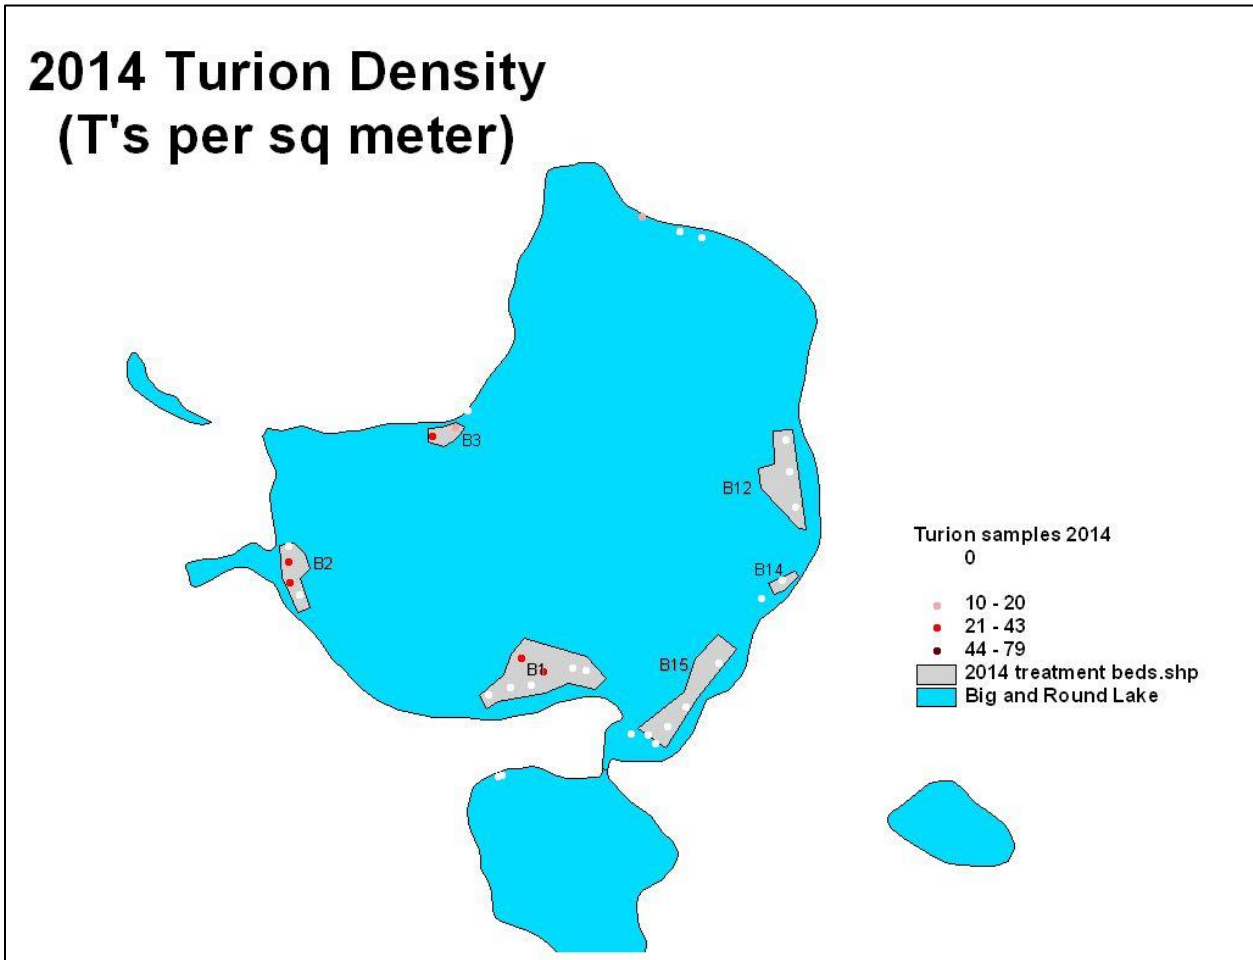 2014 Turion Density
(T's per sq meter)
B3
B12
B2
B14
B1
B15
Turion samples 2014
0
10 - 20
21 - 43
44 - 79
2014 treatment beds.shp
Big and Round Lake